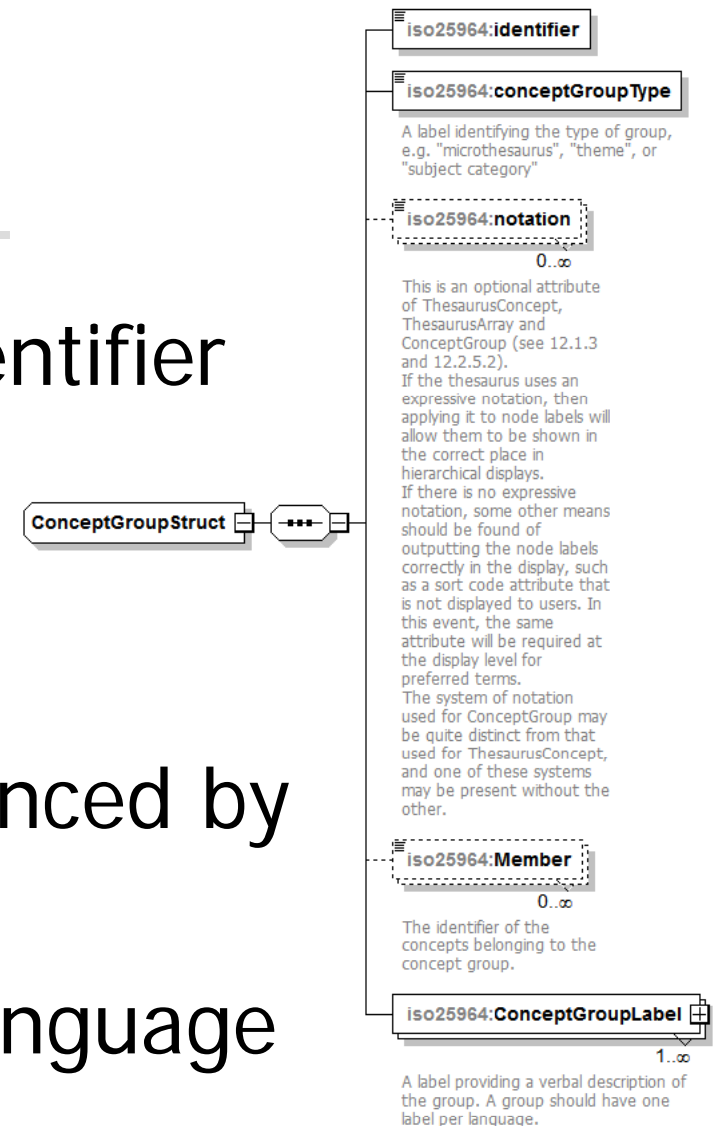 iso25964:identifier
iso25964:conceptGroupType
A label identifying the type of group,
e.g. "microthesaurus", "theme", or
"subject category"
iso25964:notation
0..∞
This is an optional attribute
of ThesaurusConcept,
ThesaurusArray and
ConceptGroup (see 12.1.3
and 12.2.5.2).
If the thesaurus uses an
expressive notation, then
applying it to node labels will
allow them to be shown in
the correct place in
hierarchical displays.
If there is no expressive
notation, some other means
should be found of
outputting the node labels
correctly in the display, such
as a sort code attribute that
is not displayed to users. In
this event, the same
attribute will be required at
the display level for
preferred terms.
The system of notation
used for ConceptGroup may
be quite distinct from that
used for ThesaurusConcept,
and one of these systems
may be present without the
other.
entifier
ConceptGroupStruct
nced by
iso25964:Member
0..∞
The identifier of the
concepts belonging to the
concept group.
nguage
iso25964:ConceptGroupLabel
1..∞
A label providing a verbal description of
the group. A group should have one
label per language.